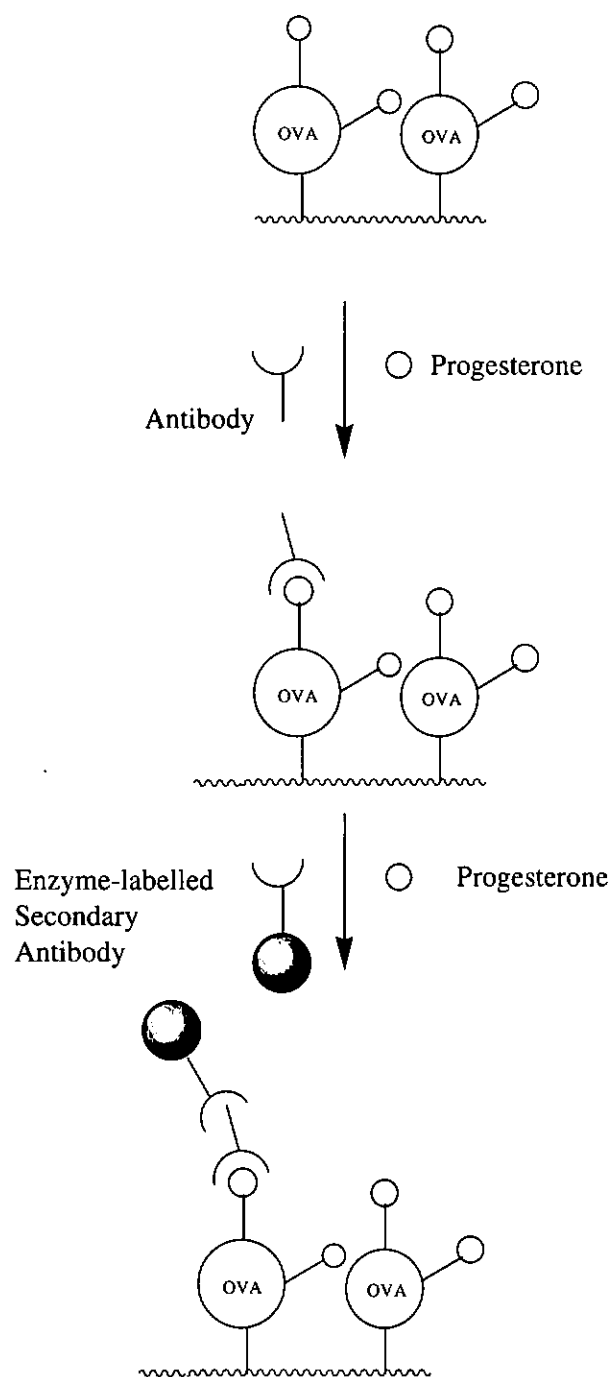 OVA OVA
Progesterone
Antibody
OVA OVA
Enzyme-labelled Progesterone
Secondary
Antibody
OVA OVA